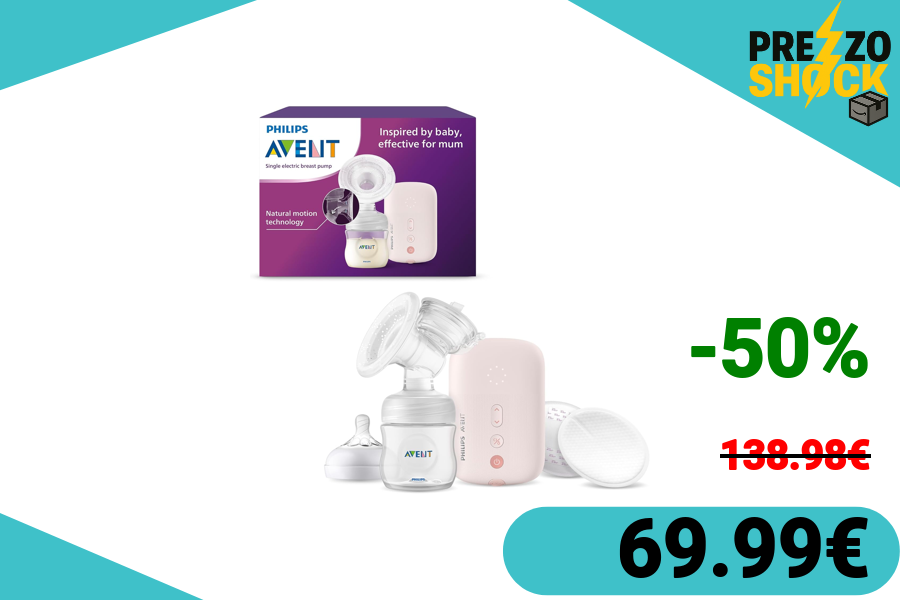 PREZZO
SHOCK
PHILIPS
AVENT
Single electric breast pump
Inspired by baby,
effective for mum
Natural motion
technology
AVENT
-50%
138.98€
PHILIPS AVENT
AVENT
69.99€